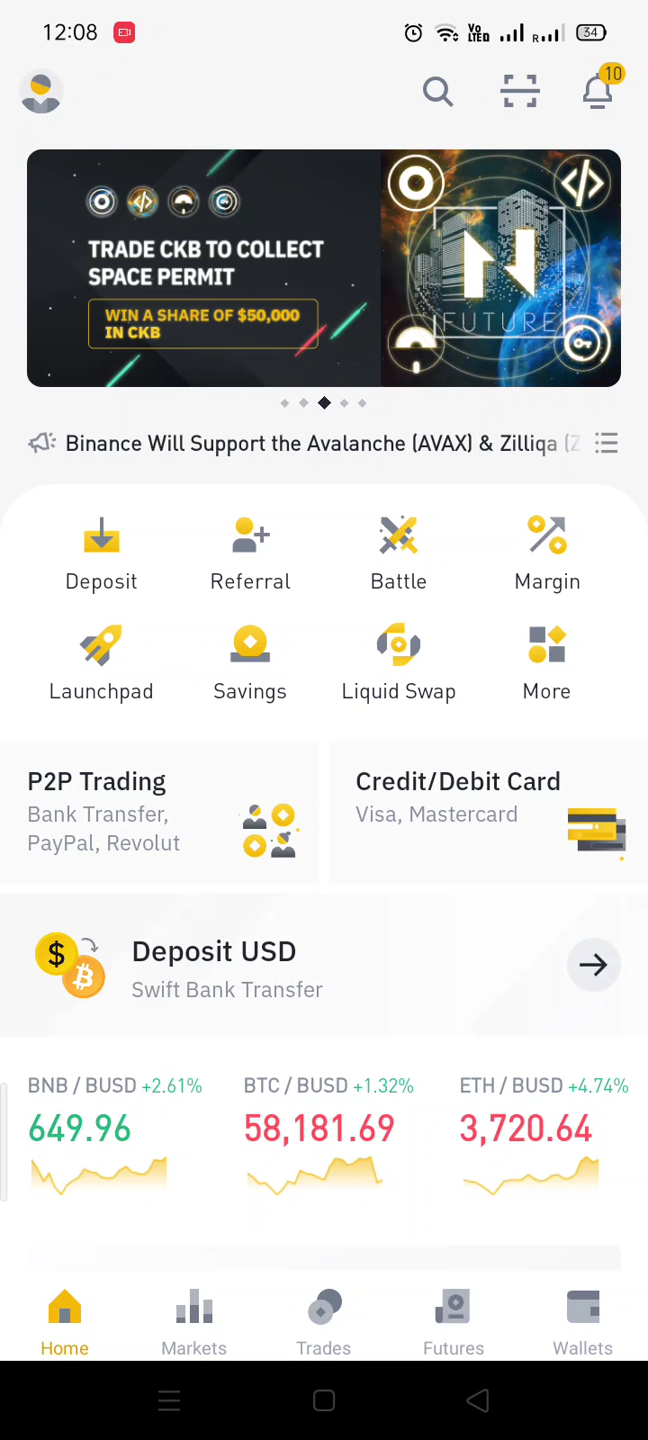 12:08
Vo
LTED
R
34
10
TRADE CKB TO COLLECT
SPACE PERMIT
WIN A SHARE OF $50,000
IN CKB
FUTURE
Binance Will Support the Avalanche (AVAX) & Zilliqa (Z
Deposit
Referral
Battle
Margin
Launchpad
Savings
Liquid Swap
More
P2P Trading
Bank Transfer,
PayPal, Revolut
Credit/Debit Card
Visa, Mastercard
Deposit USD
Swift Bank Transfer
BNB / BUSD +2.61%
649.96
BTC / BUSD +1.32%
58,181.69
ETH / BUSD +4.74%
3,720.64
Home
Markets
Trades
Futures
Wallets